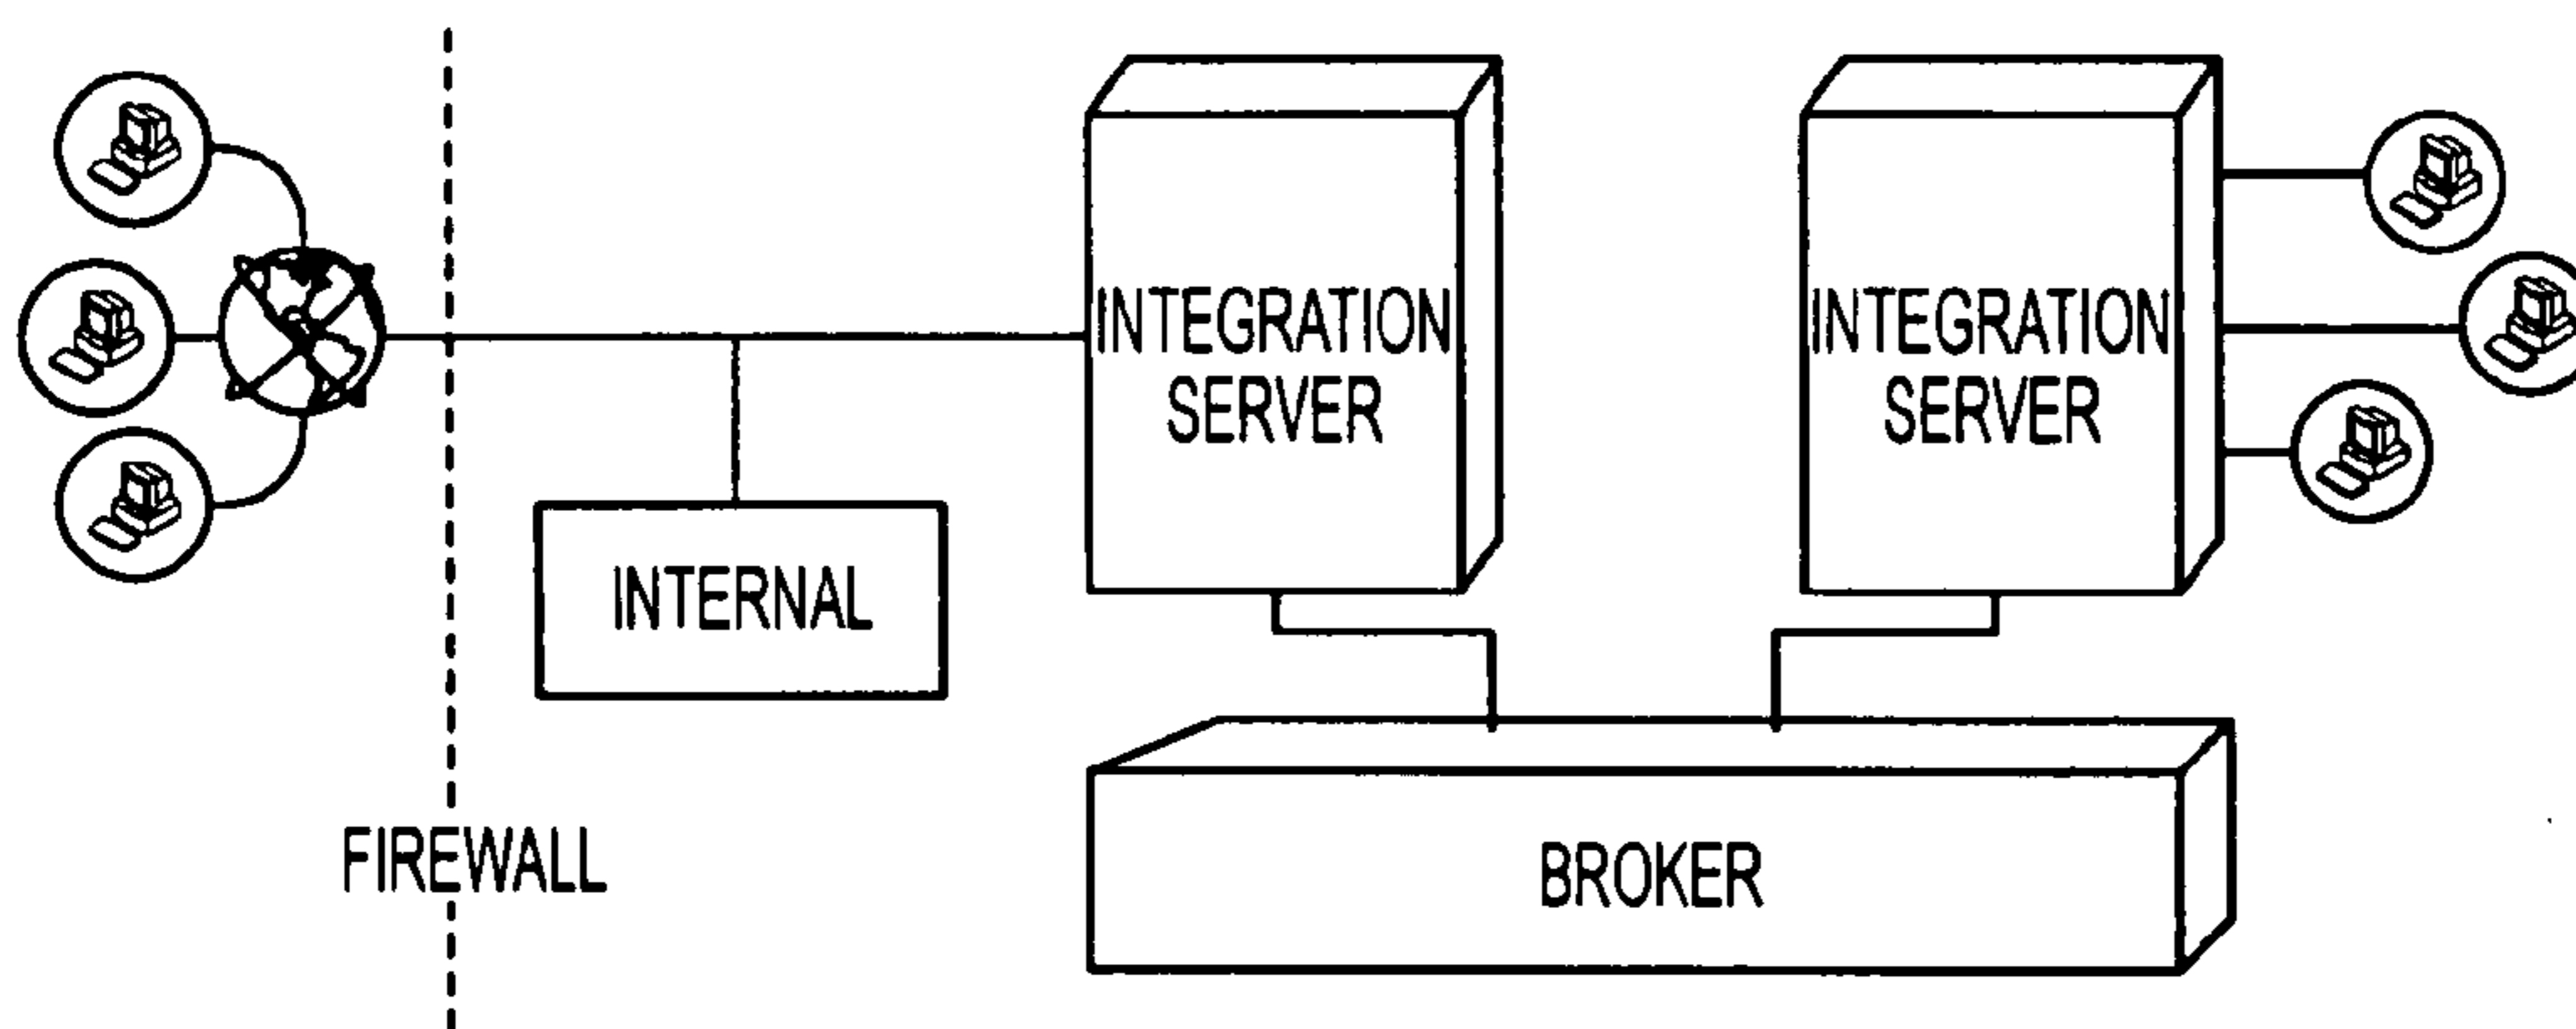 INTEGRATION
SERVER
INTEGRATION
SERVER
INTERNAL
FIREWALL
BROKER